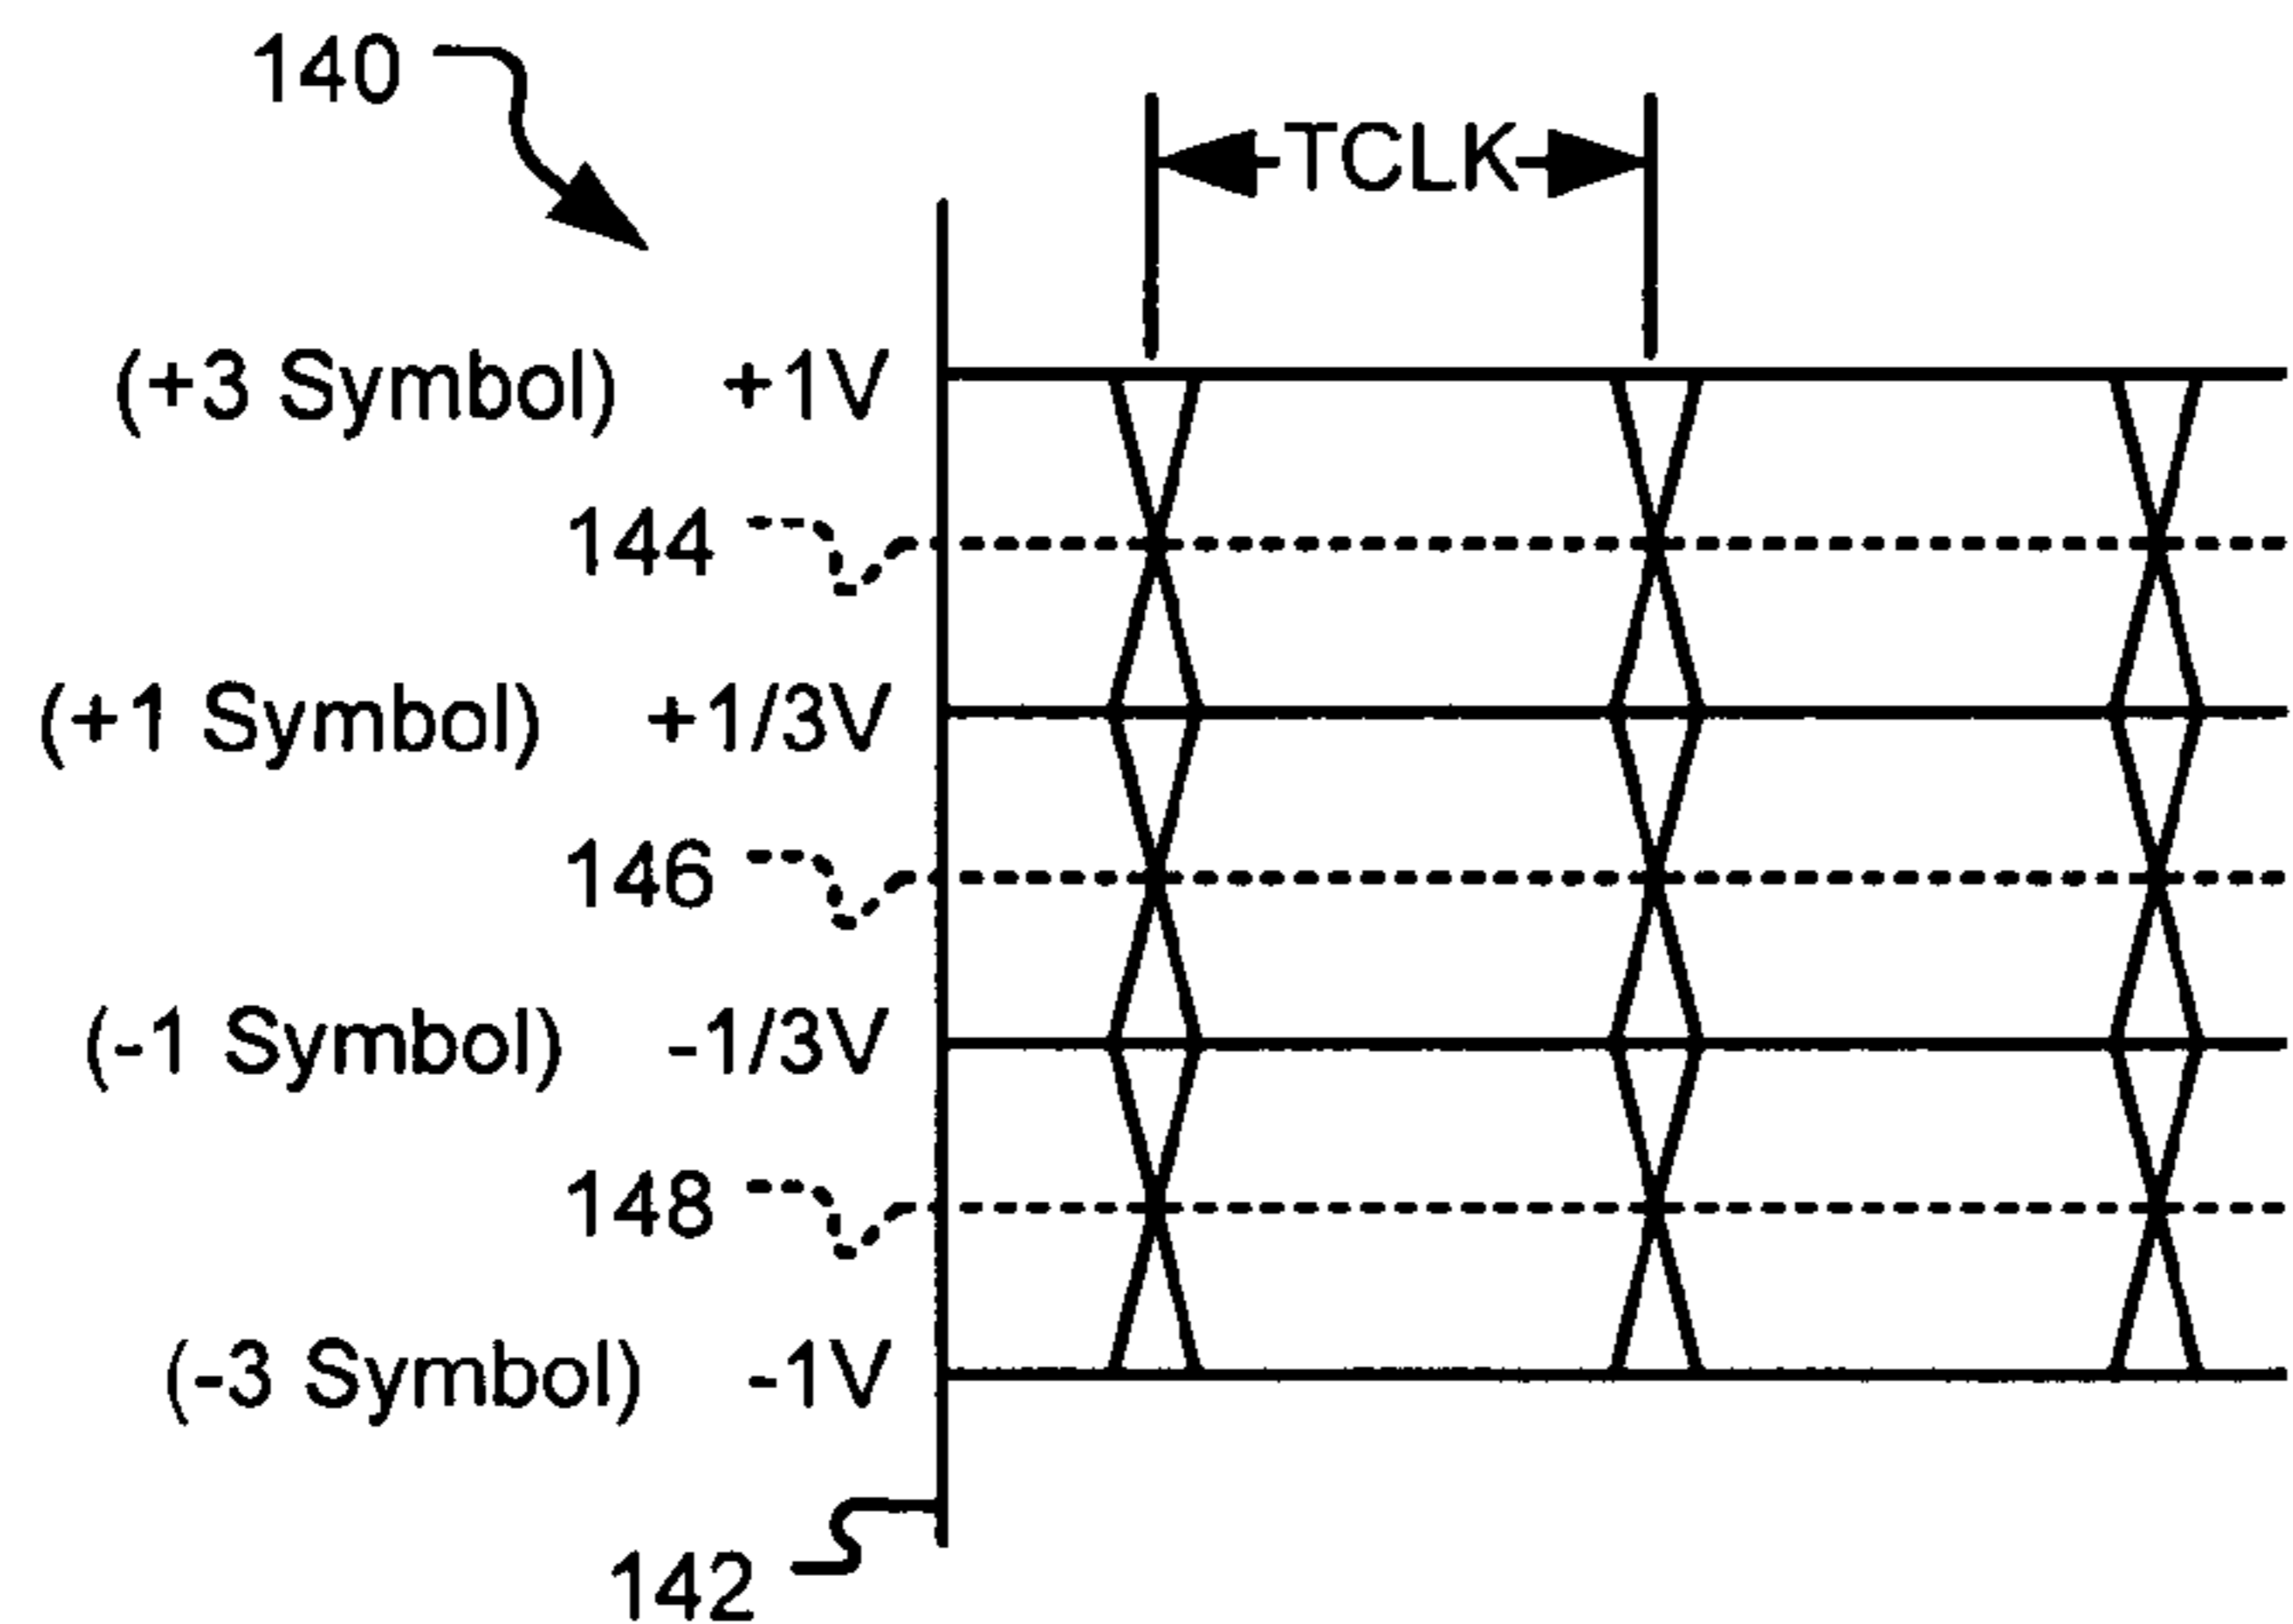 140
TCLK
(+3 Symbol) +1V
144
(+1 Symbol) +1/3V
146
(-1 Symbol) -1/3V
148
(-3 Symbol) -1V
142